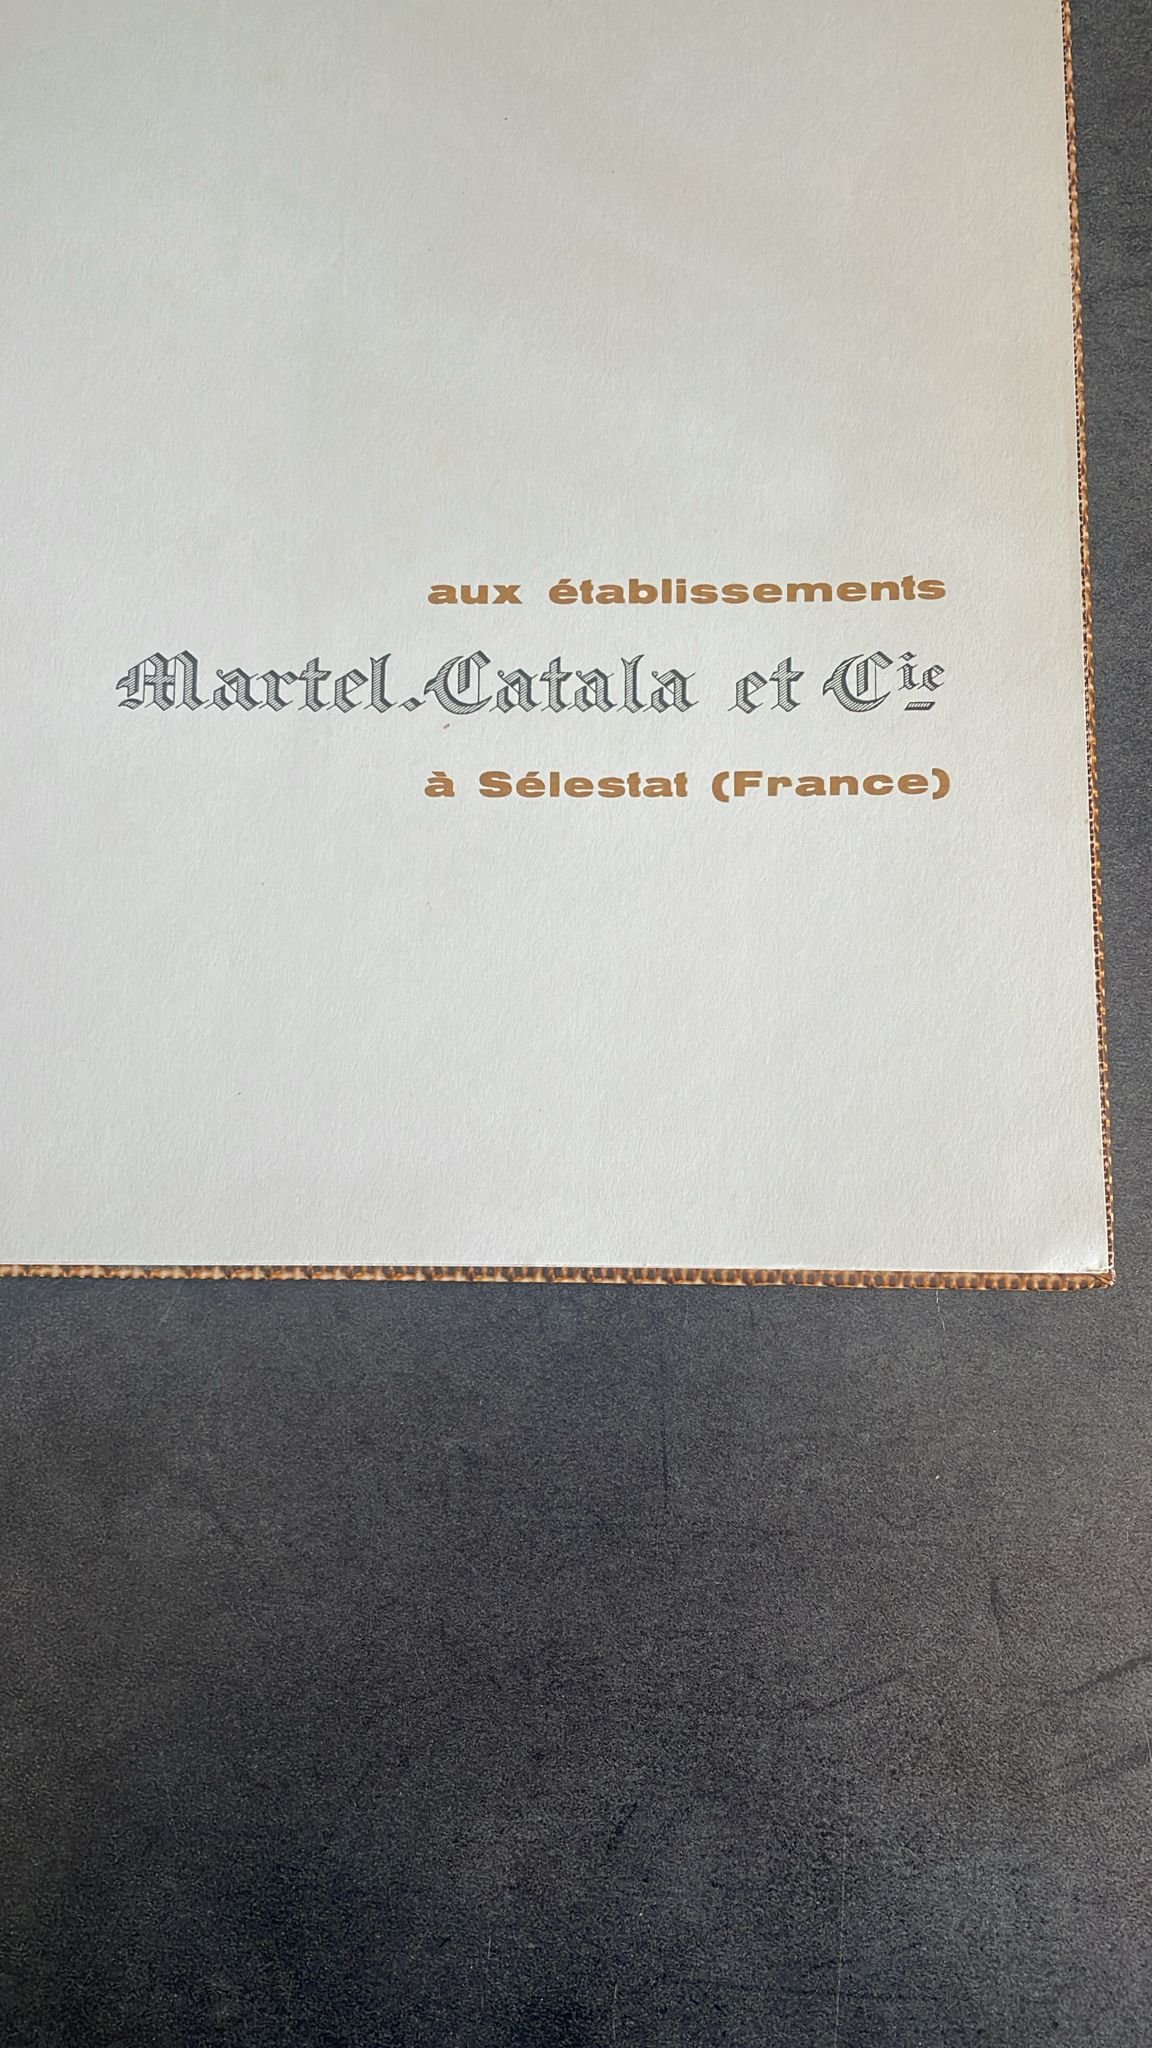 aux établissements
Martel.Catala et Cie
à Sélestat (France)